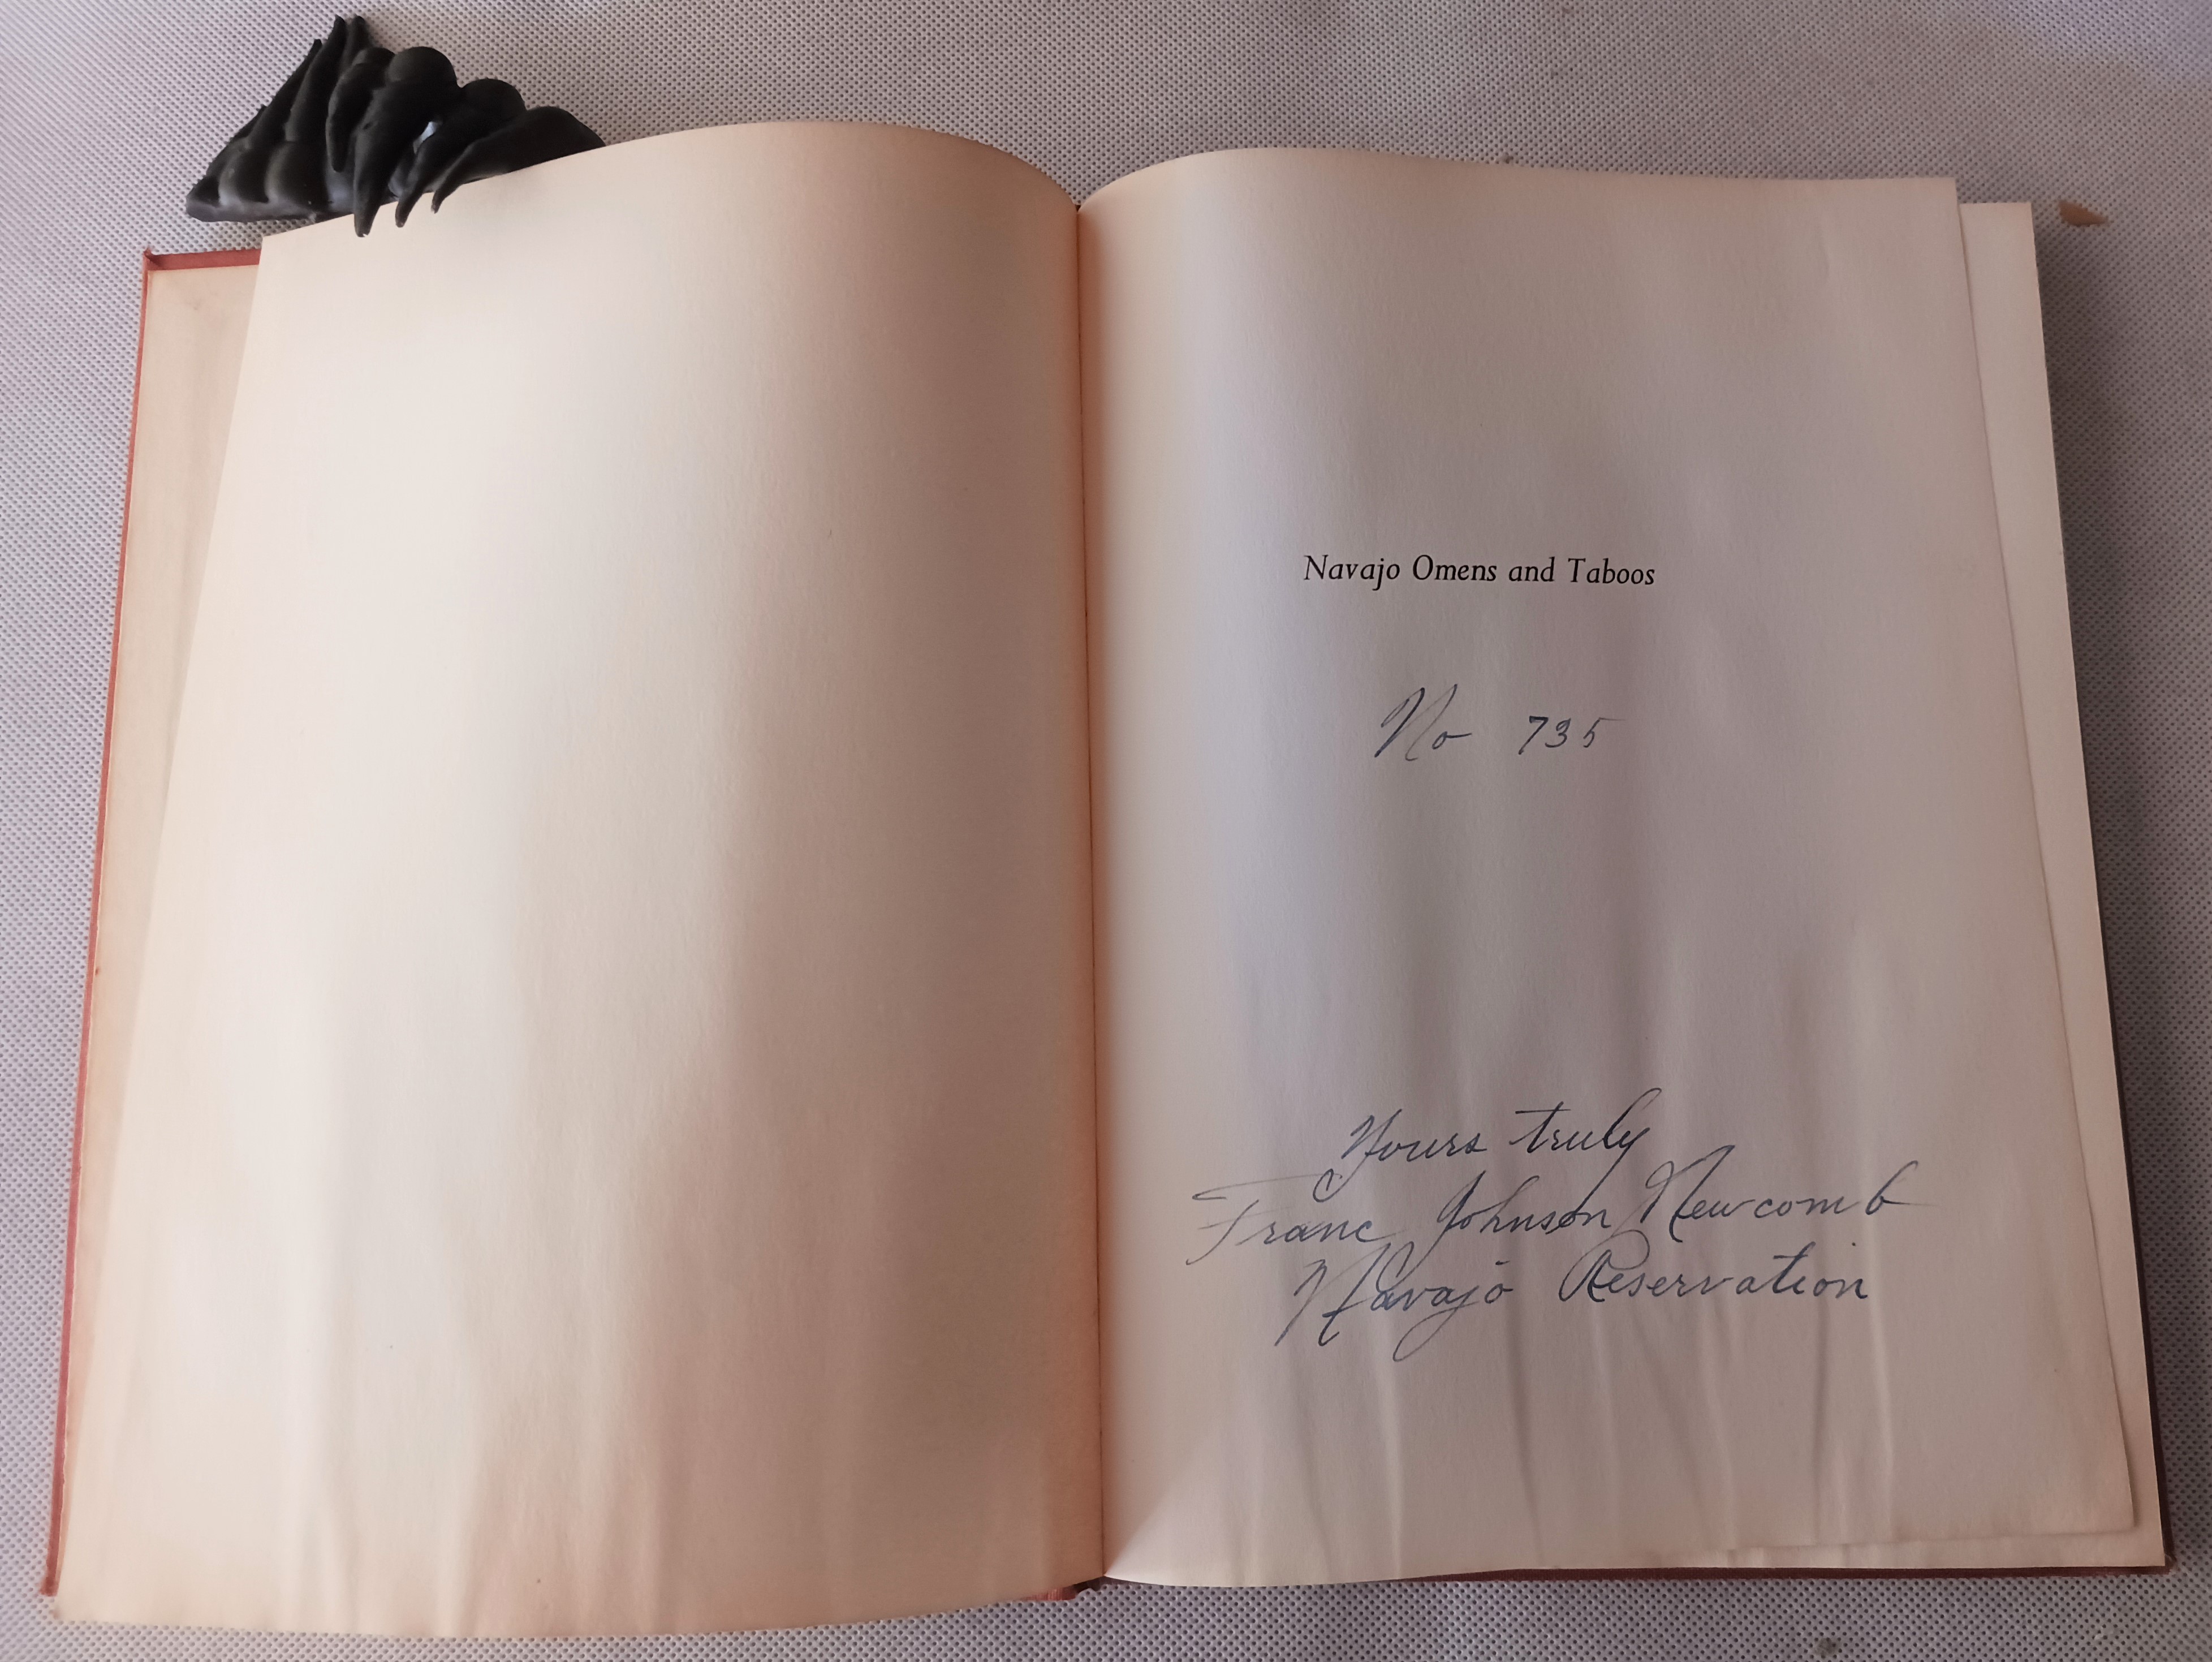 Navajo Omens and Taboos
No 735
Yours truly
Franc Johnson Newcomb
Navajo Reservation